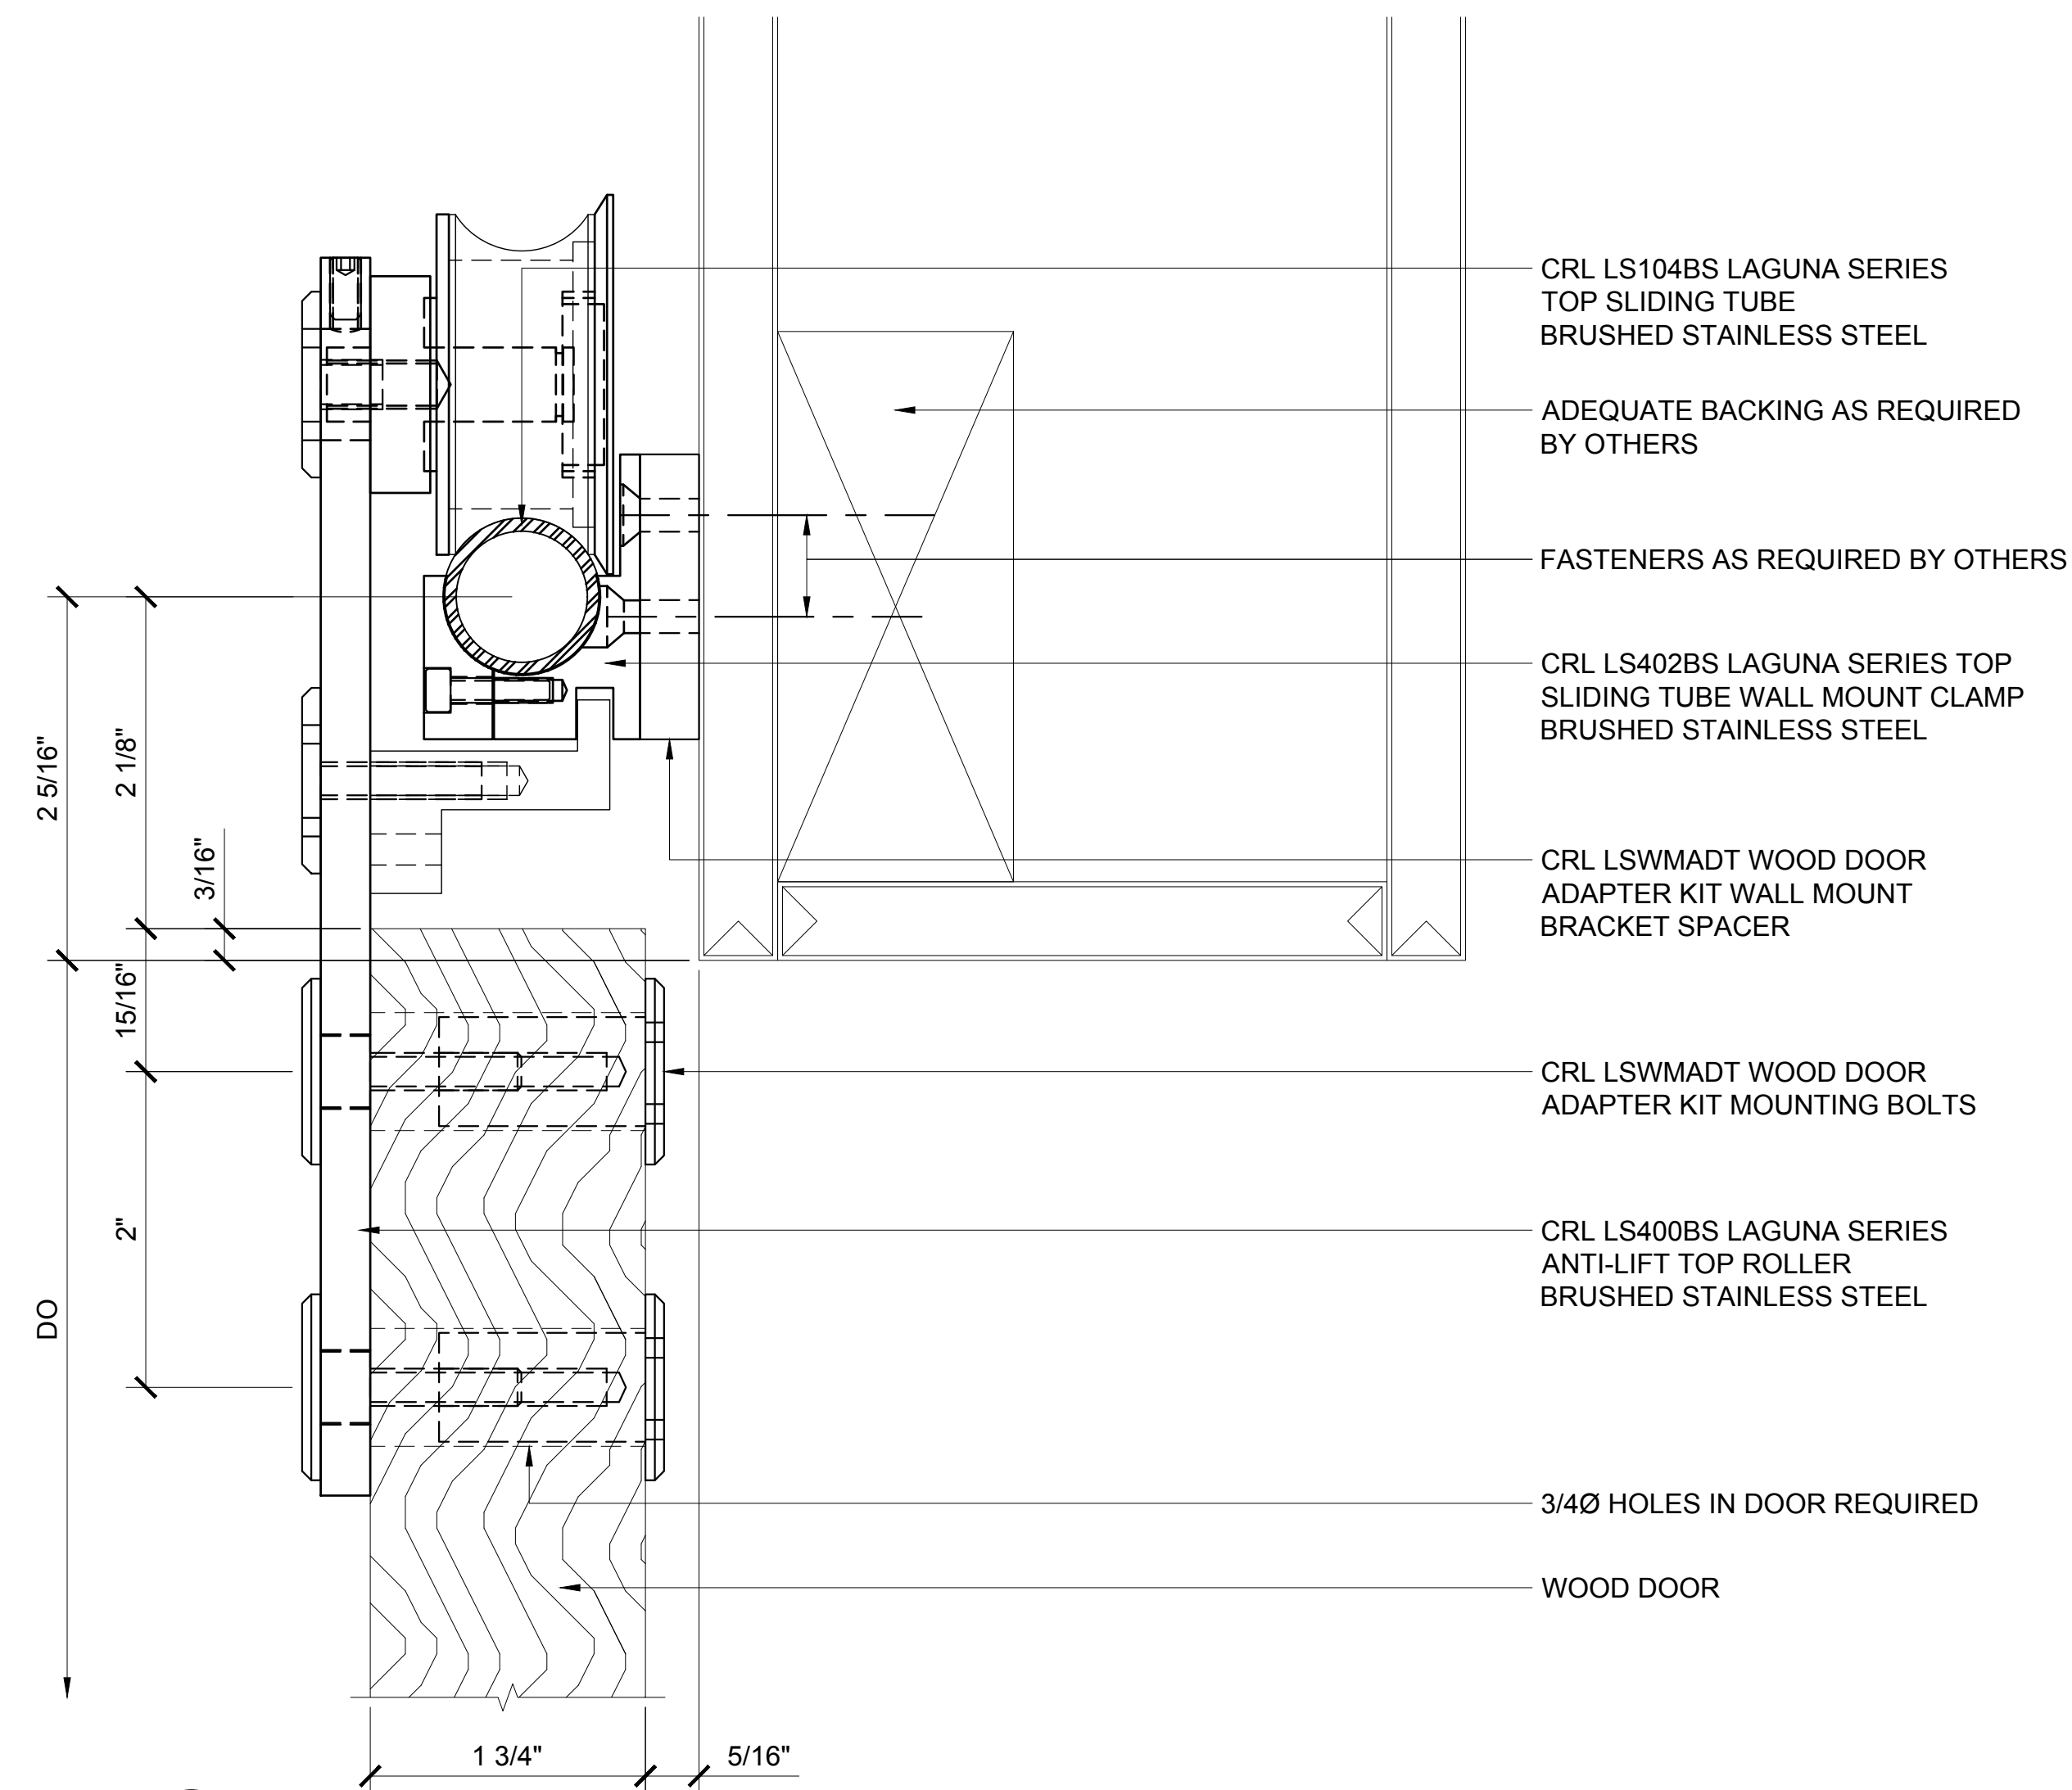 CRL LS104BS LAGUNA SERIES
TOP SLIDING TUBE
BRUSHED STAINLESS STEEL
ADEQUATE BACKING AS REQUIRED
BY OTHERS
FASTENERS AS REQUIRED BY OTHERS
CRL LS402BS LAGUNA SERIES TOP
SLIDING TUBE WALL MOUNT CLAMP
BRUSHED STAINLESS STEEL
2 5/16"
2 1/8"
3/16"
CRL LSWMADT WOOD DOOR
ADAPTER KIT WALL MOUNT
BRACKET SPACER
15/16"
CRL LSWMADT WOOD DOOR
ADAPTER KIT MOUNTING BOLTS
2"
CRL LS400BS LAGUNA SERIES
ANTI-LIFT TOP ROLLER
BRUSHED STAINLESS STEEL
DO
3/4Ø HOLES IN DOOR REQUIRED
WOOD DOOR
1 3/4"
5/16"